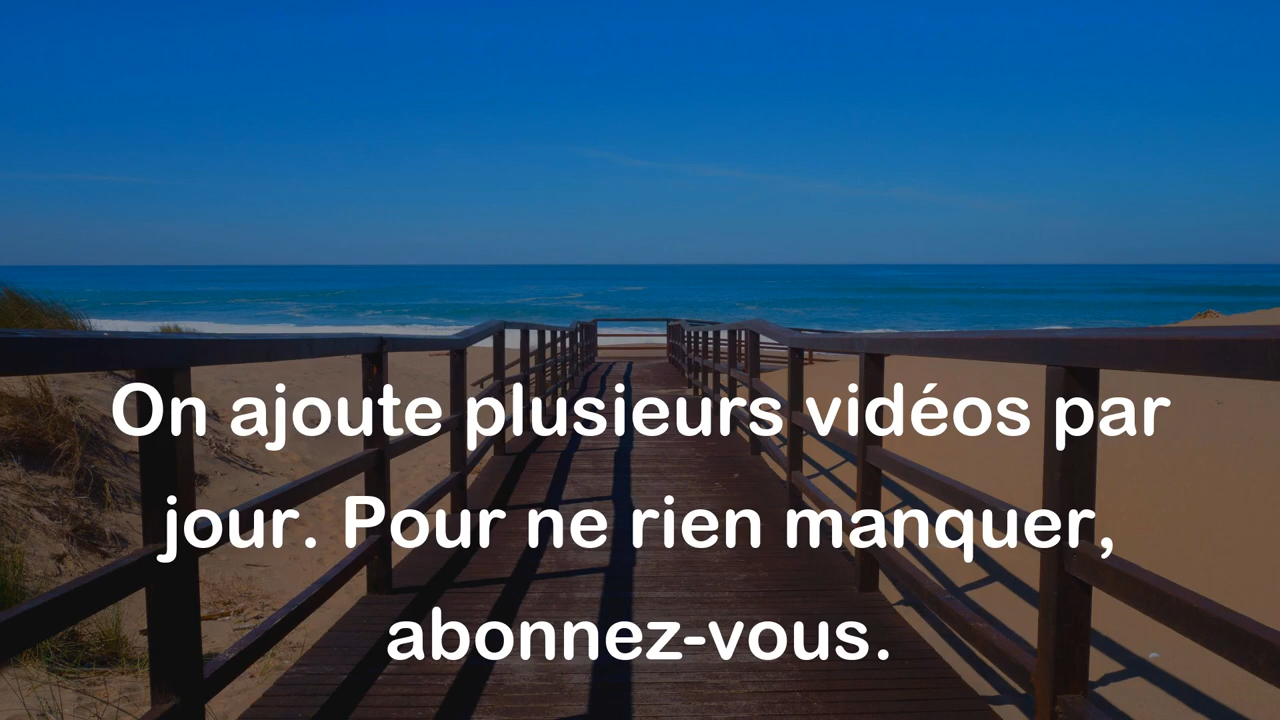 On ajoute plusieurs vidéos par
jour. Pour ne rien manquer,
abonnez-vous.